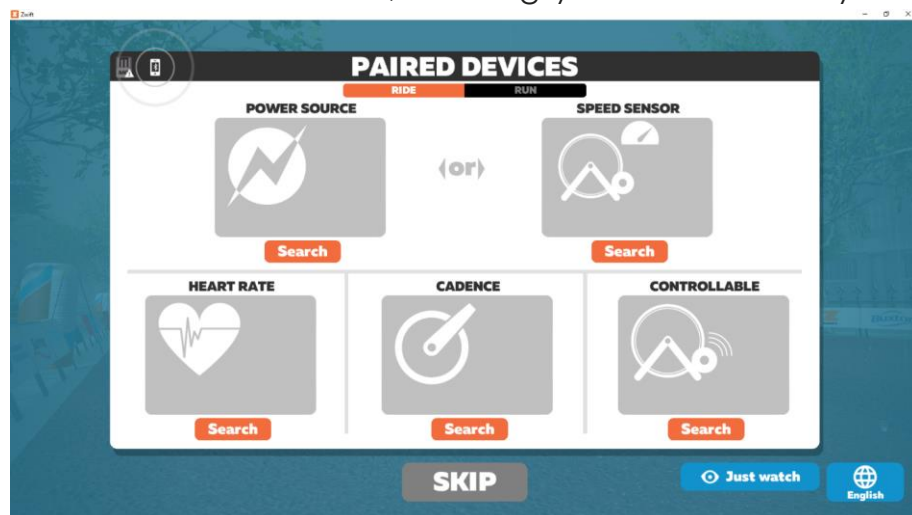 Zwift
PAIRED DEVICES
RIDE RUN
POWER SOURCE SPEED SENSOR
(or)
Search Search
HEART RATE CADENCE CONTROLLABLE
Search Search Search
SKIP
Just watch
English